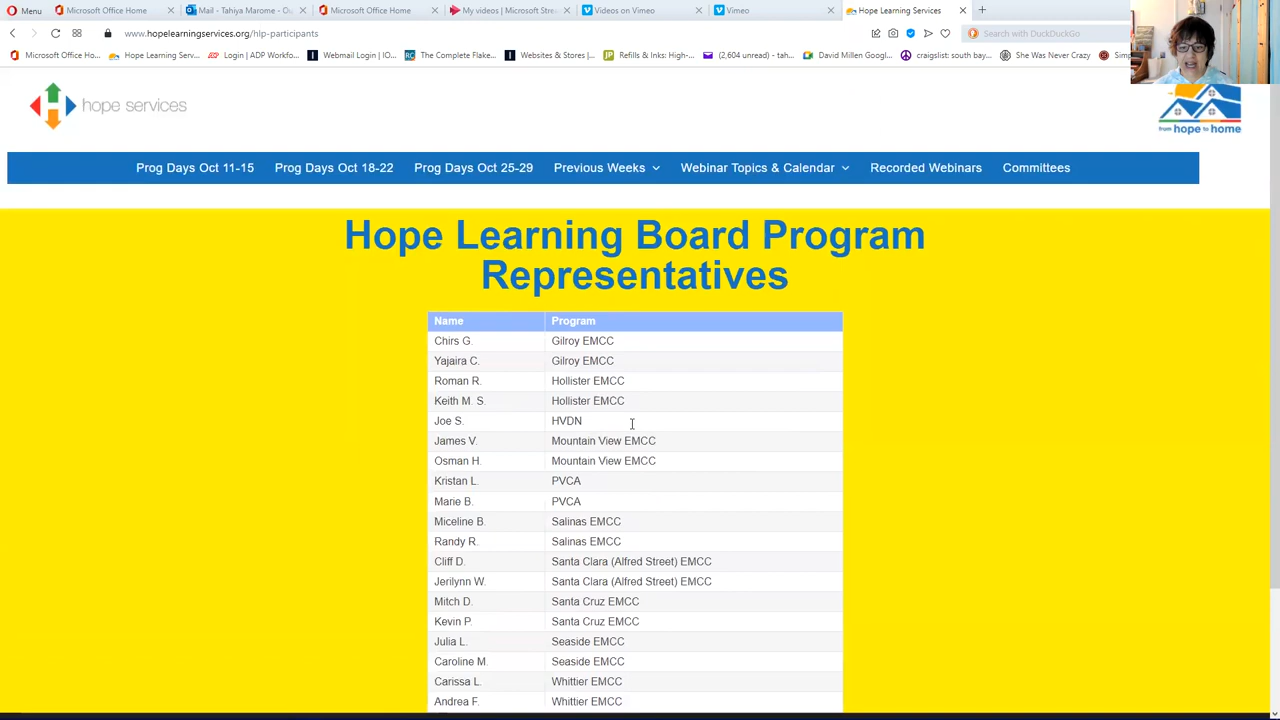 Menu
Microsoft Office Home
Mail - Tahiya Marome - Ou
Microsoft Office Home
My videos | Microsoft Stre
Videos on Vimeo
Vimeo
Hope Learning Services
www.hopelearningservices.org/hlp-participants
Search with DuckDuckGo
Microsoft Office Home
Hope Learning Serv...
Login | ADP Workfo...
Webmail Login | IO...
The Complete Flake...
Websites & Stores |...
Refills & Inks: High-...
(2,604 unread) - tah...
David Millen Googl...
craigslist: south bay...
She Was Never Crazy
hope services
from hope to home
Prog Days Oct 11-15
Prog Days Oct 18-22
Prog Days Oct 25-29
Previous Weeks
Webinar Topics & Calendar
Recorded Webinars
Committees
Hope Learning Board Program
Representatives
Name Program
Chirs G. Gilroy EMCC
Yajaira C. Gilroy EMCC
Roman R. Hollister EMCC
Keith M. S. Hollister EMCC
Joe S. HVDN
James V. Mountain View EMCC
Osman H. Mountain View EMCC
Kristan L. PVCA
Marie B. PVCA
Miceline B. Salinas EMCC
Randy R. Salinas EMCC
Cliff D. Santa Clara (Alfred Street) EMCC
Jerilynn W. Santa Clara (Alfred Street) EMCC
Mitch D. Santa Cruz EMCC
Kevin P. Santa Cruz EMCC
Julia L. Seaside EMCC
Caroline M. Seaside EMCC
Carissa L. Whittier EMCC
Andrea F. Whittier EMCC